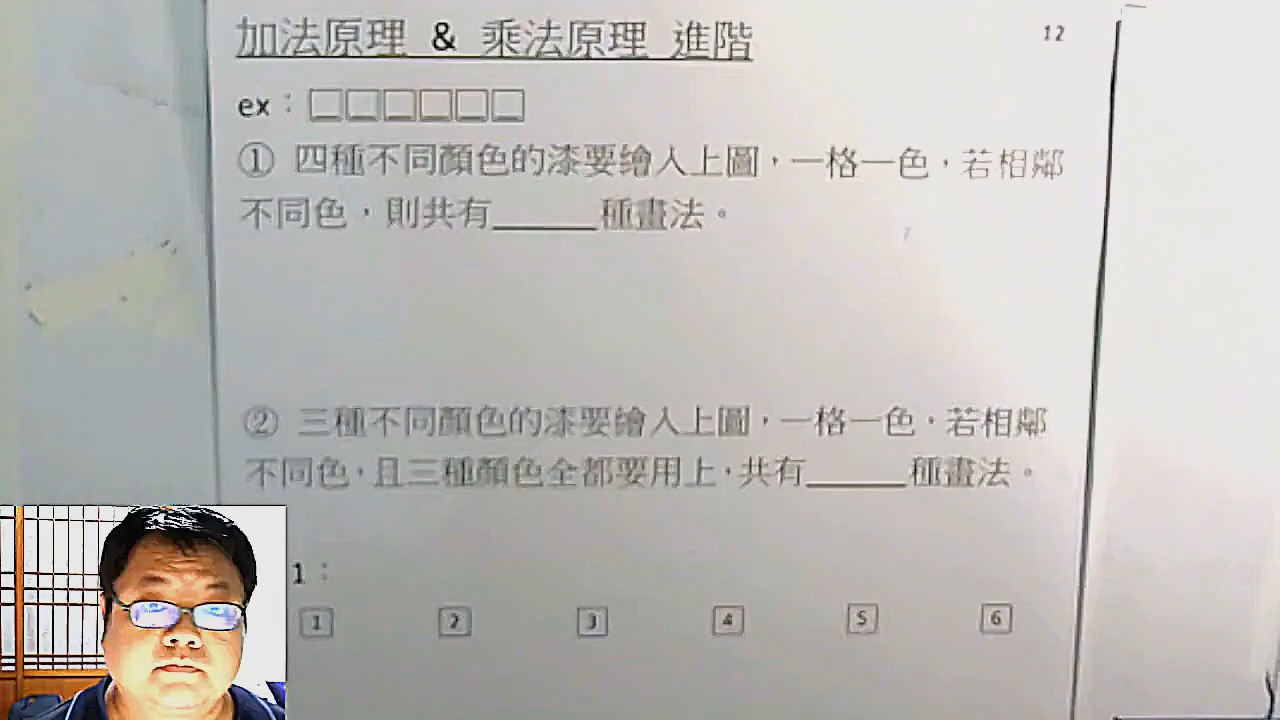 加法原理 & 乘法原理 進階
12
ex：□□□□□□
① 四種不同顏色的漆要繪入上圖，一格一色，若相鄰
不同色，則共有______種畫法。
② 三種不同顏色的漆要繪入上圖，一格一色，若相鄰
不同色，且三種顏色全都要用上，共有______種畫法。
1：
1 2 3 4 5 6